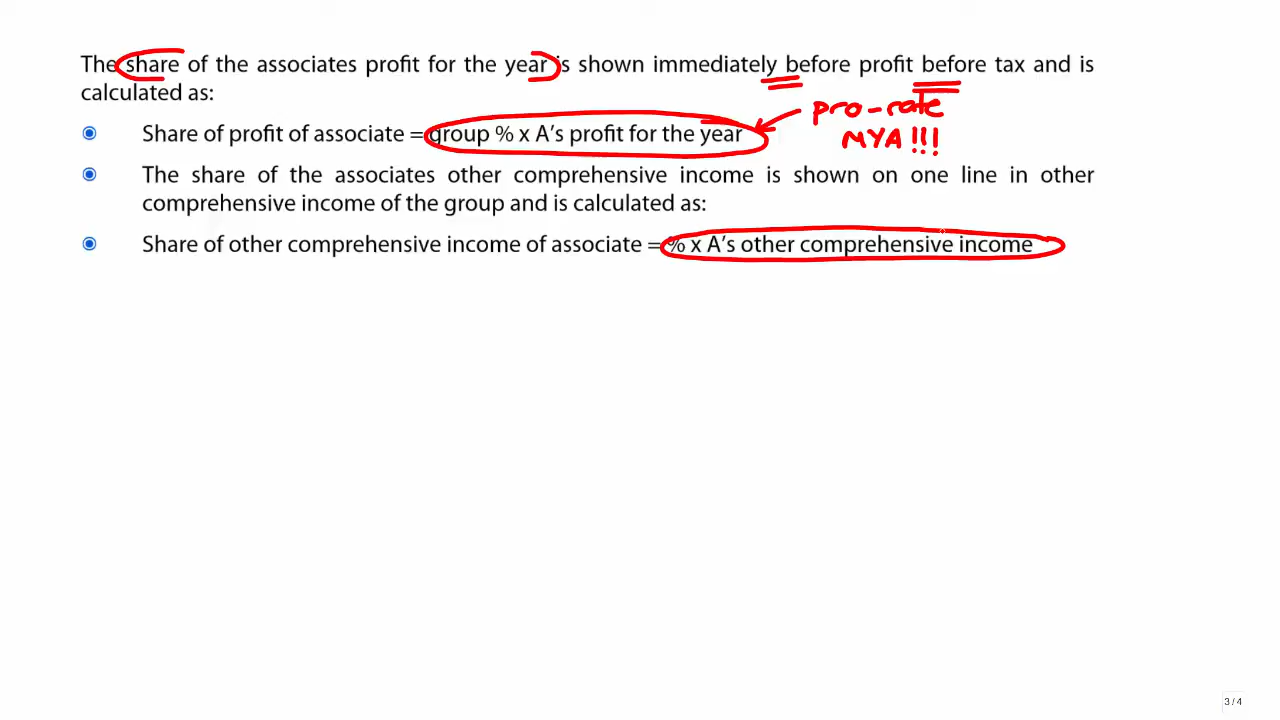 The share of the associates profit for the year is shown immediately before profit before tax and is
calculated as:
pro-rate
Share of profit of associate = group % x A's profit for the year
MYA!!!
The share of the associates other comprehensive income is shown on one line in other
comprehensive income of the group and is calculated as:
Share of other comprehensive income of associate = % x A's other comprehensive income
3 / 4